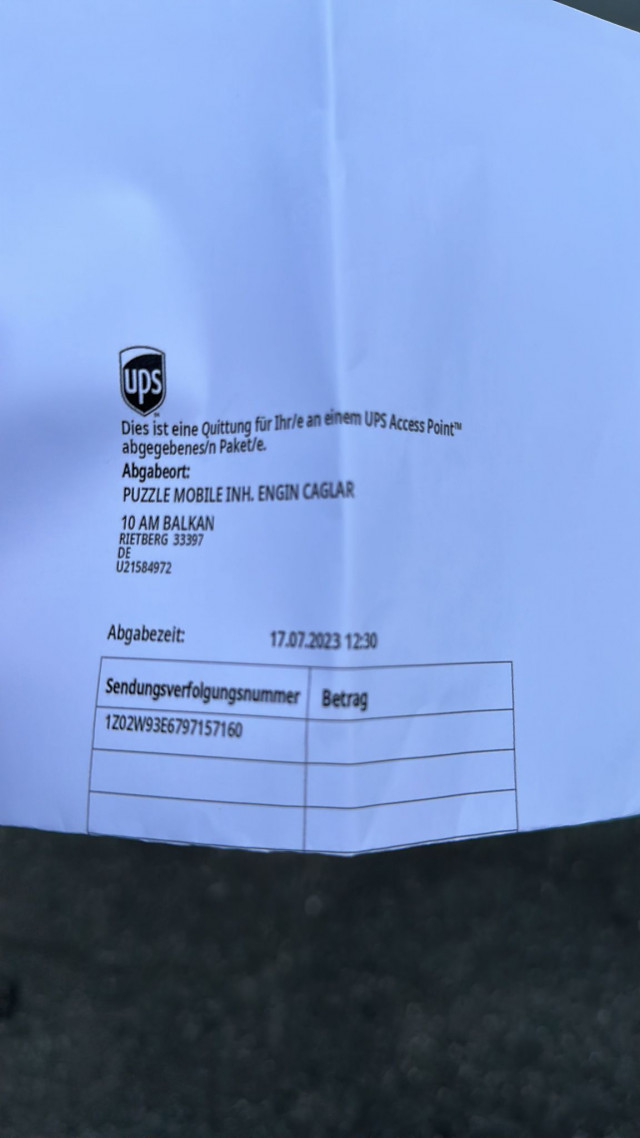 ups
Dies ist eine Quittung für Ihr/e an einem UPS Access Point™
abgegebenes/n Paket/e.
Abgabeort:
PUZZLE MOBILE INH. ENGIN CAGLAR
10 AM BALKAN
RIETBERG 33397
DE
U21584972
Abgabezeit: 17.07.2023 12:30
Sendungsverfolgungsnummer Betrag
1Z02W93E6797157160